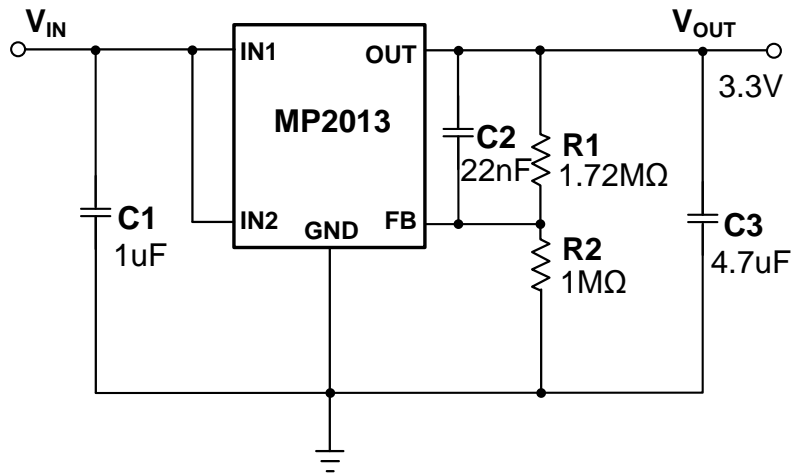 VIN
VOUT
IN1
OUT
3.3V
MP2013
C2
22nF
R1
1.72MΩ
C1
1uF
IN2
GND
FB
R2
1MΩ
C3
4.7uF